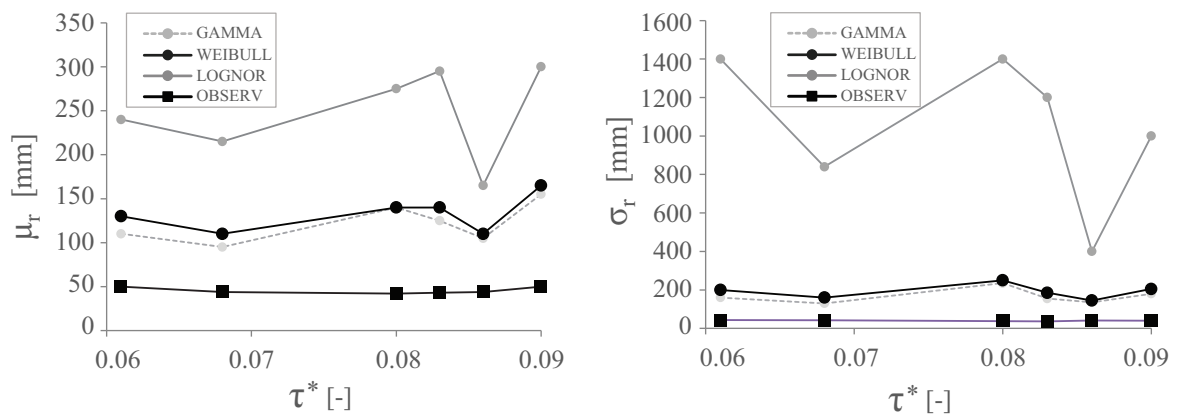 350
300
250
200
150
100
50
0
μr [mm]
GAMMA
WEIBULL
LOGNOR
OBSERV
0.06 0.07 0.08 0.09
τ* [-]
1600
1400
1200
1000
800
600
400
200
0
σr [mm]
GAMMA
WEIBULL
LOGNOR
OBSERV
0.06 0.07 0.08 0.09
τ* [-]